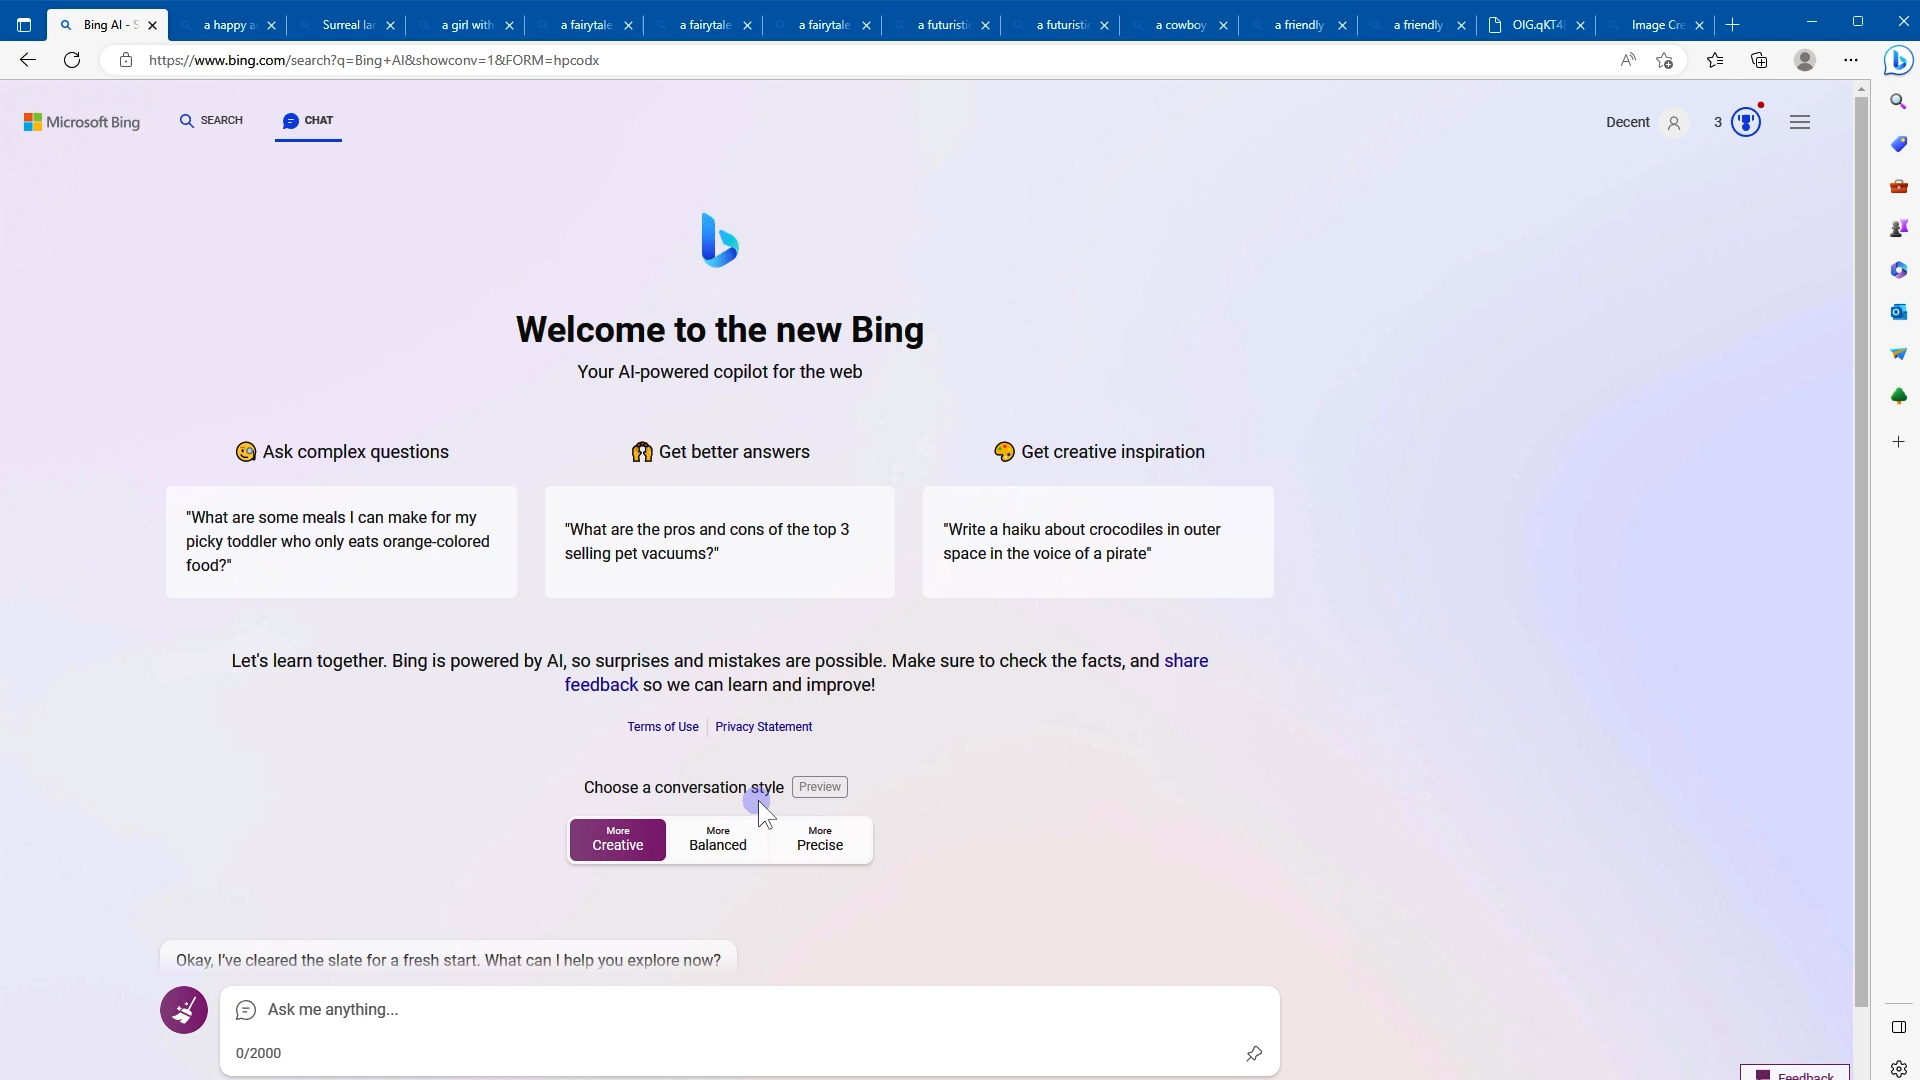 Bing AI - S
a happy a
Surreal lan
a girl with
a fairytale
a fairytale
a fairytale
a futuristic
a futuristic
a cowboy
a friendly
a friendly
OIG.qKT4
Image Cre
https://www.bing.com/search?q=Bing+AI&showconv=1&FORM=hpcodx
Microsoft Bing
SEARCH
CHAT
Decent
3
Welcome to the new Bing
Your AI-powered copilot for the web
Ask complex questions
Get better answers
Get creative inspiration
"What are some meals I can make for my
picky toddler who only eats orange-colored
food?"
"What are the pros and cons of the top 3
selling pet vacuums?"
"Write a haiku about crocodiles in outer
space in the voice of a pirate"
Let's learn together. Bing is powered by AI, so surprises and mistakes are possible. Make sure to check the facts, and share
feedback so we can learn and improve!
Terms of Use
Privacy Statement
Choose a conversation style
Preview
More
Creative
More
Balanced
More
Precise
Okay, I've cleared the slate for a fresh start. What can I help you explore now?
Ask me anything...
0/2000
Feedback